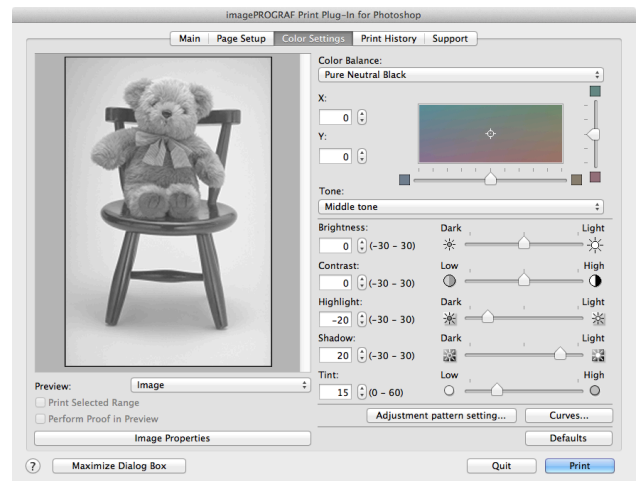 imagePROGRAF Print Plug-In for Photoshop
Main Page Setup Color Settings Print History Support
Color Balance:
Pure Neutral Black
X:
0
Y:
0
Tone:
Middle tone
Brightness: Dark Light
0 (-30 - 30)
Contrast: Low High
0 (-30 - 30)
Highlight: Dark Light
-20 (-30 - 30)
Shadow: Dark Light
20 (-30 - 30)
Tint: Low High
15 (0 - 60)
Preview: Image
Print Selected Range
Perform Proof in Preview
Image Properties
Adjustment pattern setting... Curves...
Defaults
? Maximize Dialog Box Quit Print